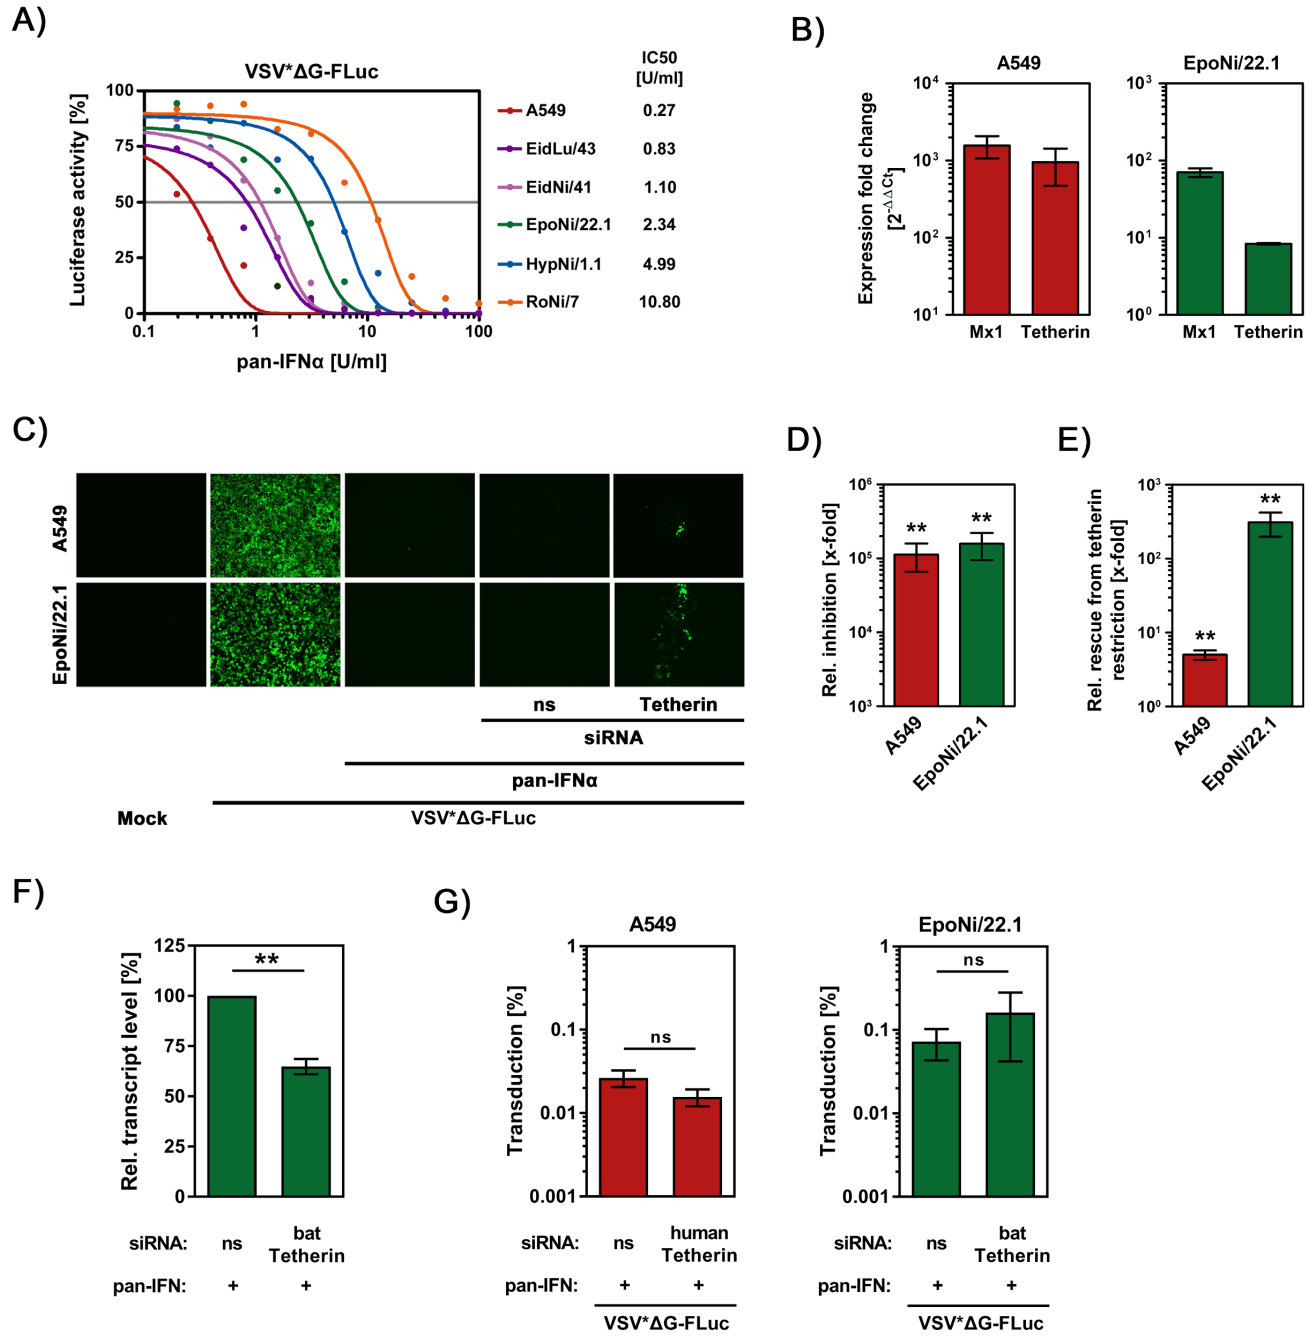 A)
VSV*ΔG-FLuc
IC50
[U/ml]
Luciferase activity [%]
100
75
50
25
0
0.1
1
10
100
pan-IFNα [U/ml]
A549 0.27
EidLu/43 0.83
EidNi/41 1.10
EpoNi/22.1 2.34
HypNi/1.1 4.99
RoNi/7 10.80
B)
A549
EpoNi/22.1
Expression fold change
[2^-ΔΔCt]
10^4
10^3
10^2
10^1
Mx1 Tetherin
10^3
10^2
10^1
10^0
Mx1 Tetherin
C)
A549
EpoNi/22.1
ns Tetherin
siRNA
pan-IFNα
Mock VSV*ΔG-FLuc
D)
Rel. inhibition [x-fold]
10^6
10^5
10^4
10^3
** **
A549
EpoNi/22.1
E)
Rel. rescue from tetherin
restriction [x-fold]
10^3
10^2
10^1
10^0
** **
A549
EpoNi/22.1
F)
Rel. transcript level [%]
125
100
75
50
25
0
**
siRNA: ns bat
Tetherin
pan-IFN: + +
G)
A549
Transduction [%]
1
0.1
0.01
0.001
ns
siRNA: ns human
Tetherin
pan-IFN: + +
VSV*ΔG-FLuc
EpoNi/22.1
Transduction [%]
1
0.1
0.01
0.001
ns
siRNA: ns bat
Tetherin
pan-IFN: + +
VSV*ΔG-FLuc